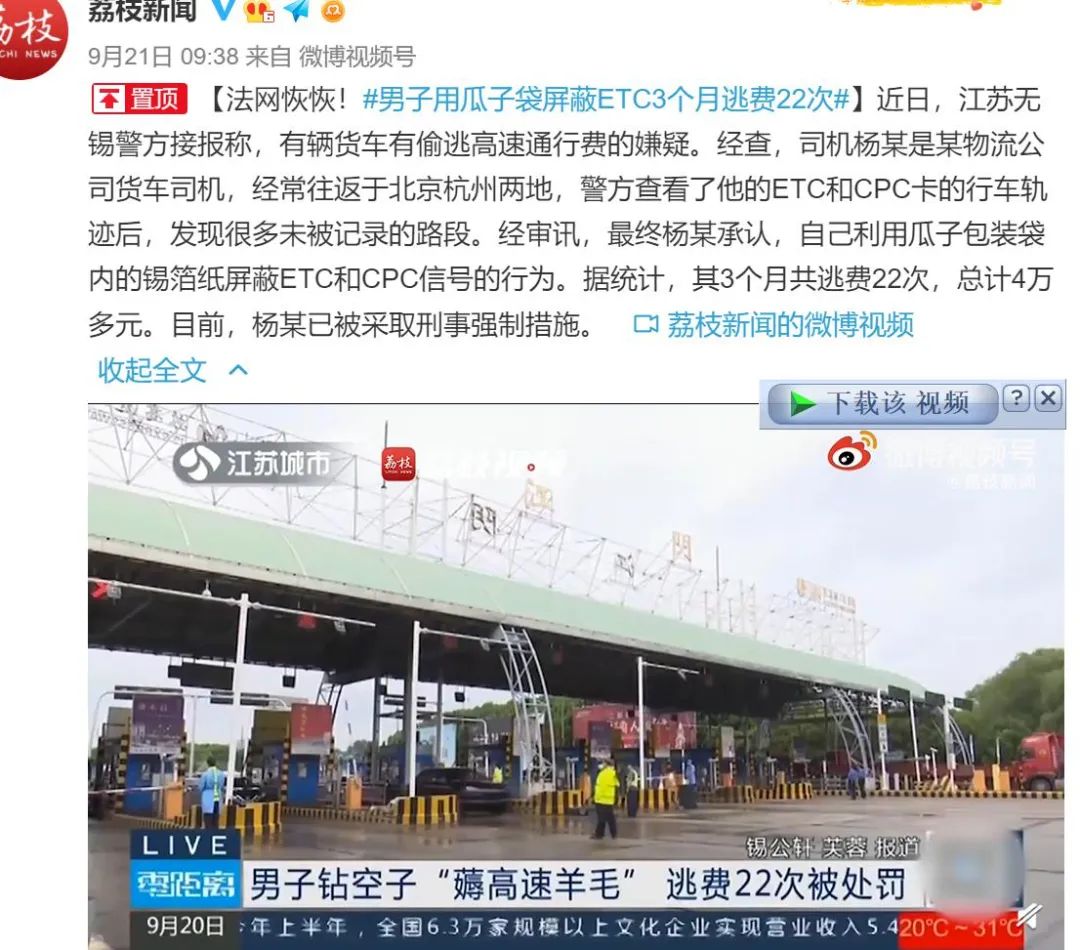 荔枝新闻
荔枝
CHI NEWS
9月21日 09:38 来自 微博视频号
置顶 【法网恢恢！#男子用瓜子袋屏蔽ETC3个月逃费22次#】近日，江苏无
锡警方接报称，有辆货车有偷逃高速通行费的嫌疑。经查，司机杨某是某物流公
司货车司机，经常往返于北京杭州两地，警方查看了他的ETC和CPC卡的行车轨
迹后，发现很多未被记录的路段。经审讯，最终杨某承认，自己利用瓜子包装袋
内的锡箔纸屏蔽ETC和CPC信号的行为。据统计，其3个月共逃费22次，总计4万
多元。目前，杨某已被采取刑事强制措施。 荔枝新闻的微博视频
收起全文
下载该 视频 ?
江苏城市
荔枝
微博视频号
@荔枝新闻
锡公轩 芙蓉 报道
LIVE
零距离
男子钻空子“薅高速羊毛” 逃费22次被处罚
9月20日 年上半年，全国6.3万家规模以上文化企业实现营业收入5.4
20℃～31℃